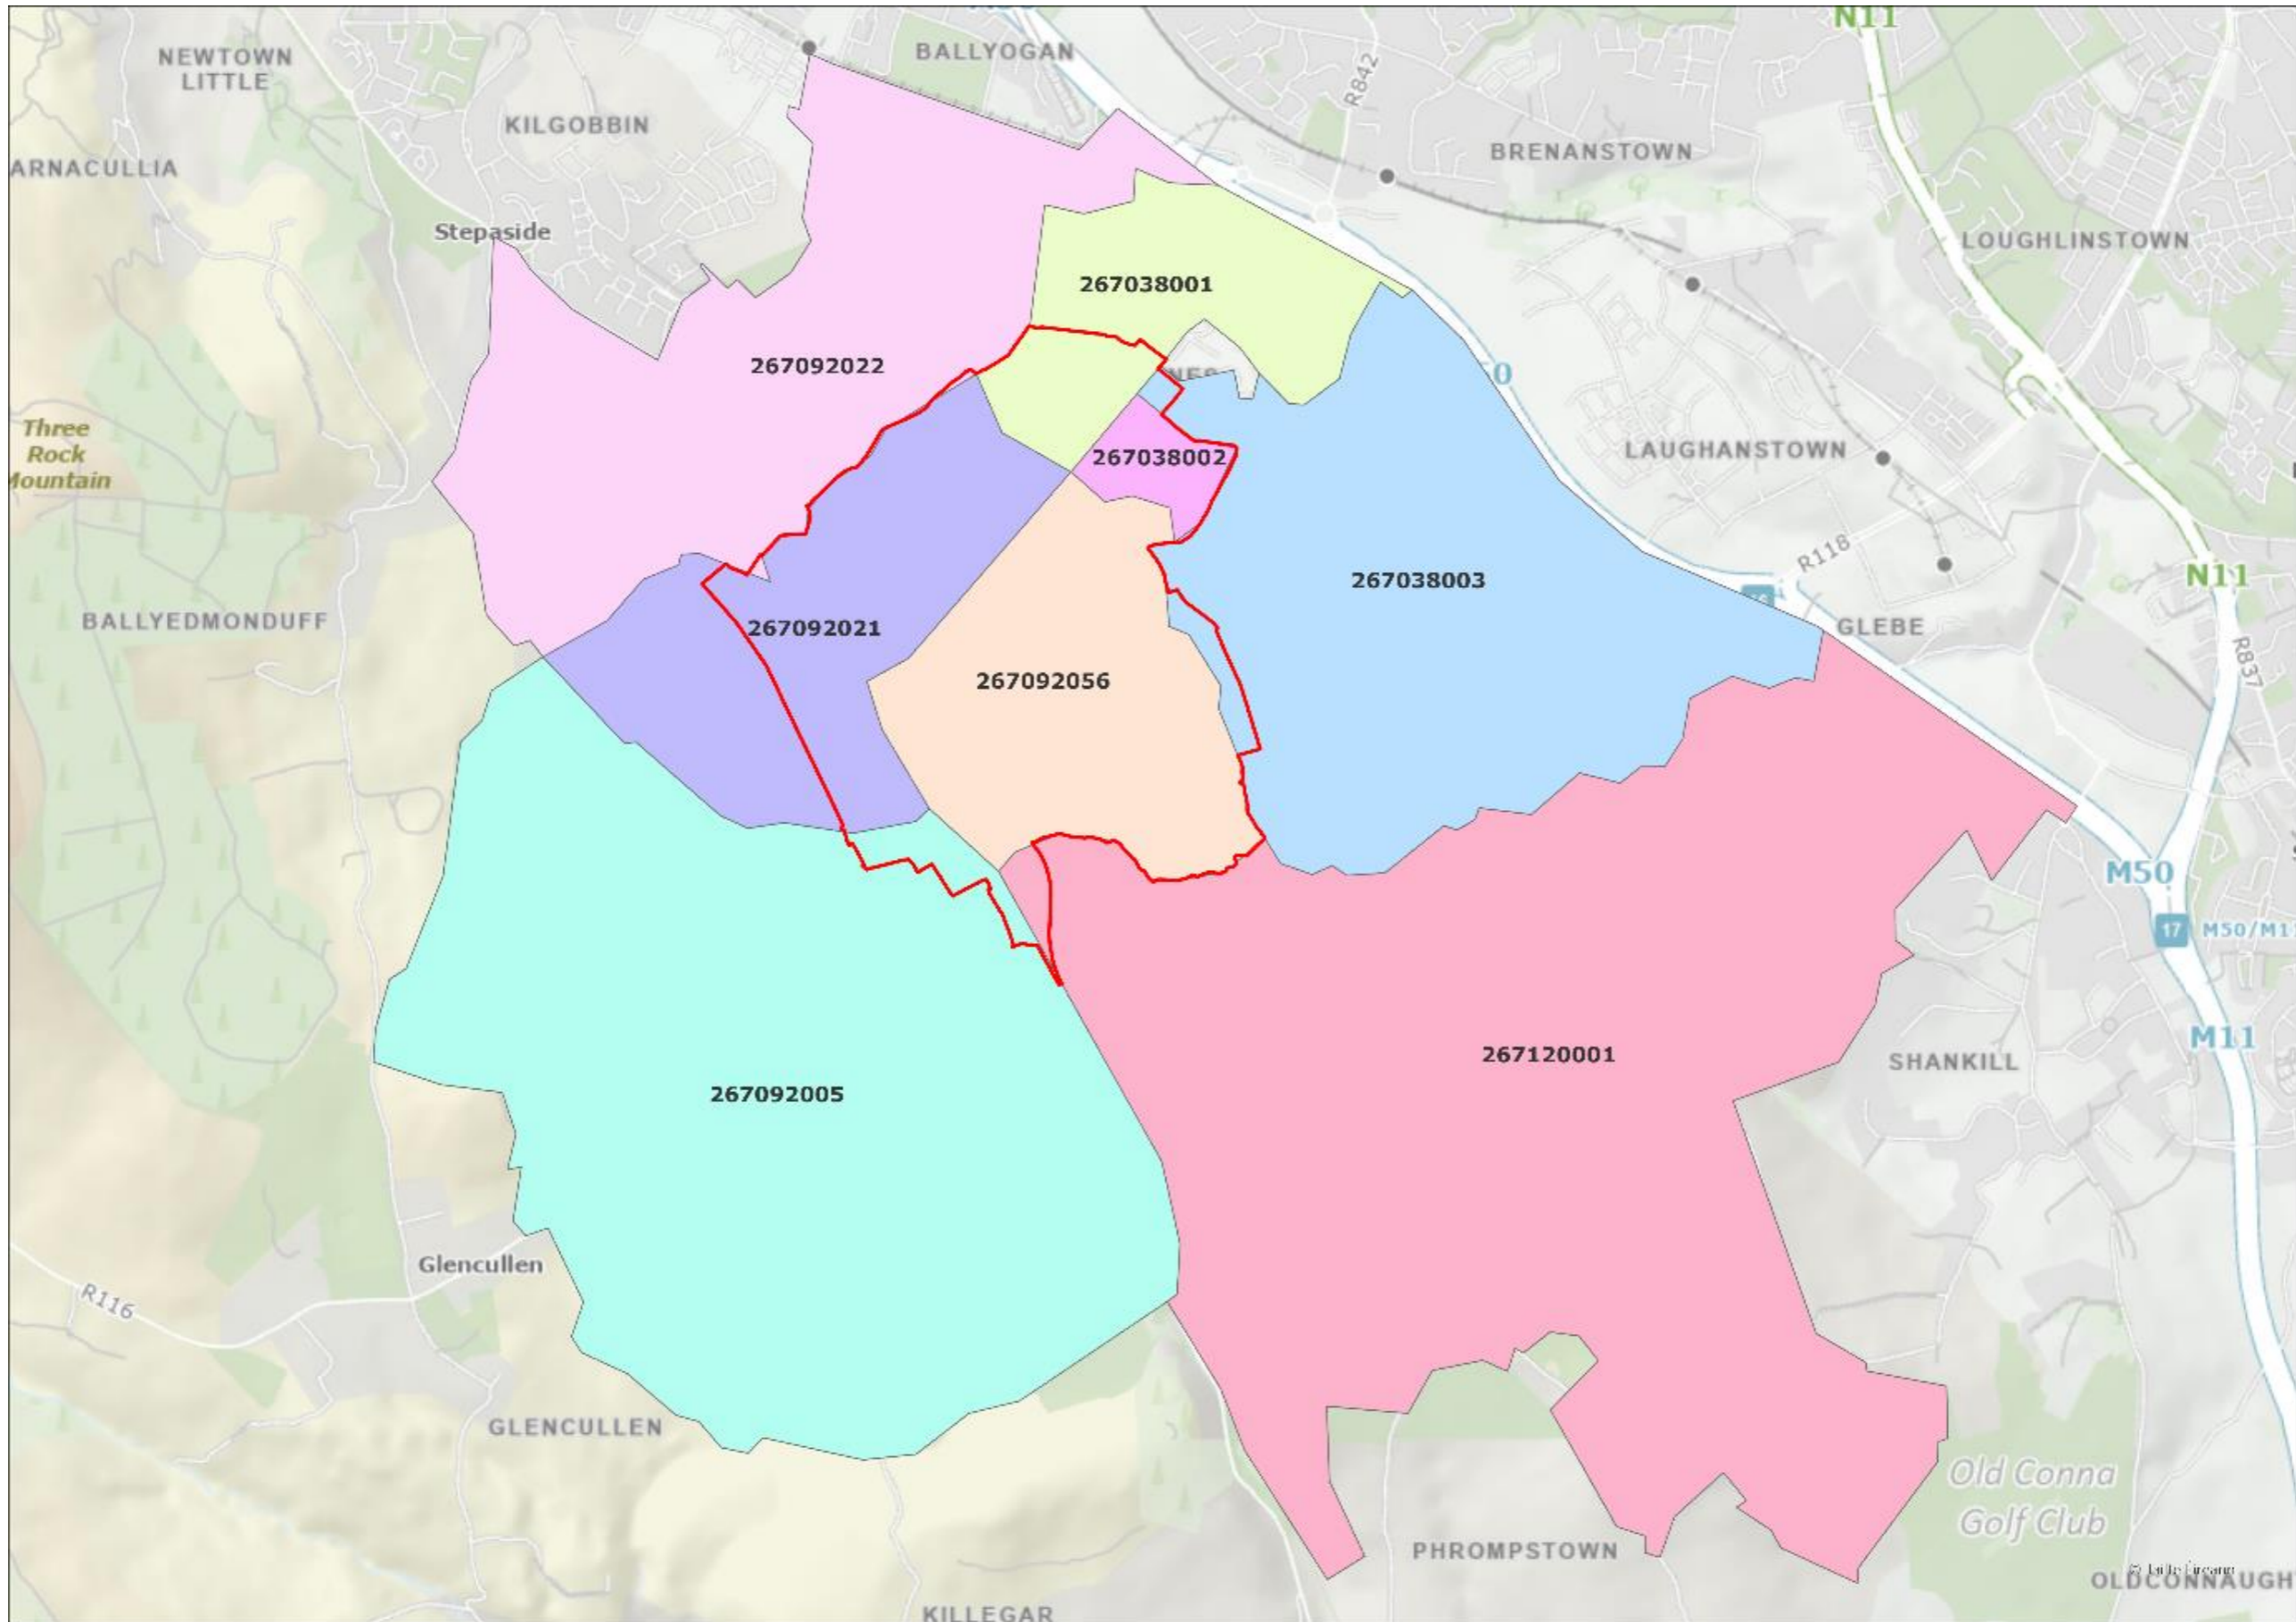 N11
NEWTOWN
LITTLE
BALLYOGAN
R842
KILGOBBIN
BRENANSTOWN
ARNACULLIA
Stepaside
LOUGHLINSTOWN
267038001
267092022
Three
Rock
Mountain
267038002
LAUGHANSTOWN
267038003
R118
N11
BALLYEDMONDUFF
267092021
GLEBE
R837
267092056
M50
17
M50/M11
M11
267120001
SHANKILL
267092005
Glencullen
R116
GLENCULLEN
Old Conna
Golf Club
PHROMPSTOWN
OLDCONNAUGH
KILLEGAR